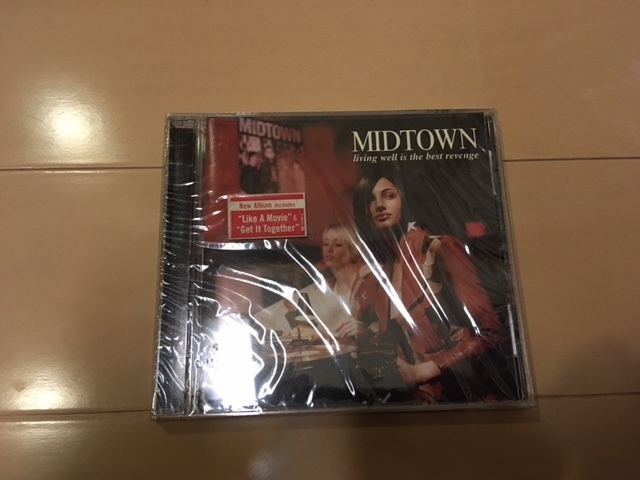 MIDTOWN
MIDTOWN
living well is the best revenge
New Album includes
"Like A Movie" &
"Get It Together"